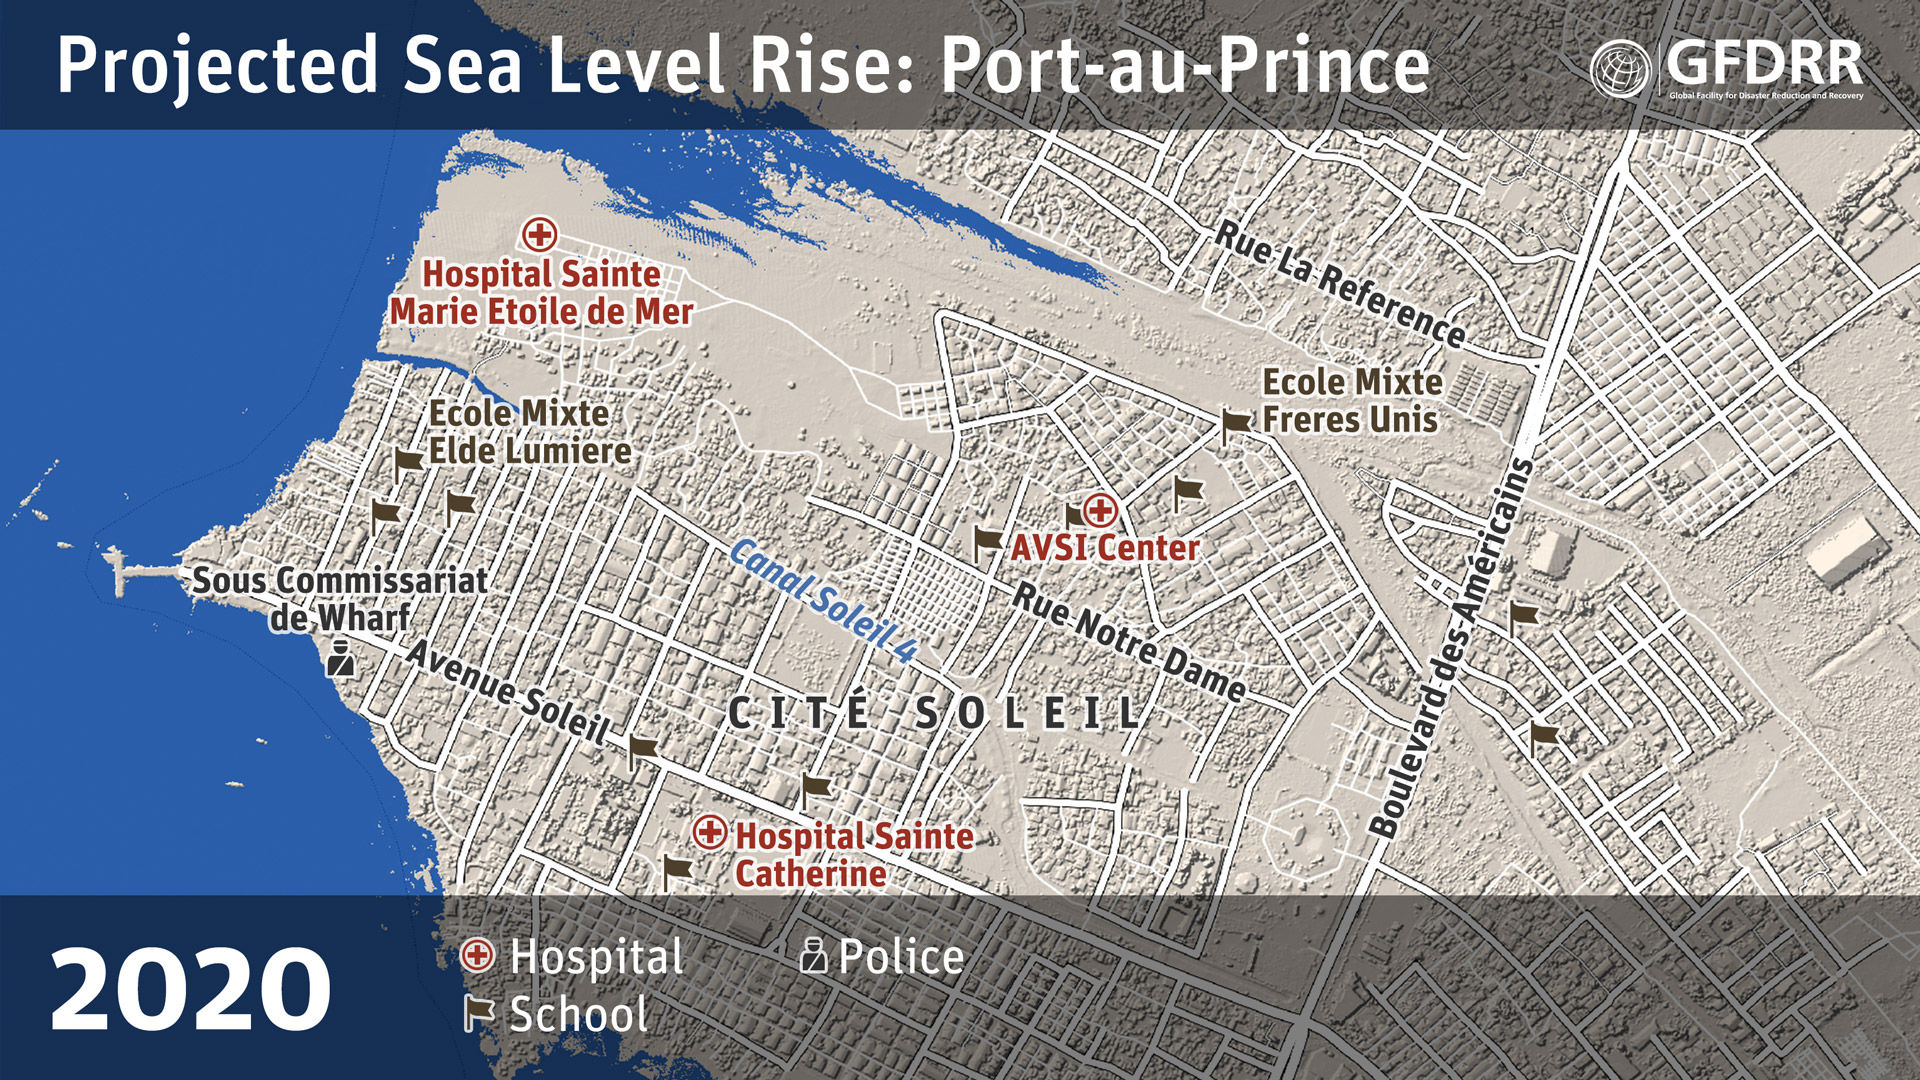 Projected Sea Level Rise: Port-au-Prince
GFDRR
Global Facility for Disaster Reduction and Recovery
Rue La Reference
Hospital Sainte
Marie Etoile de Mer
Ecole Mixte
Freres Unis
Ecole Mixte
Elde Lumiere
Boulevard des Américains
AVSI Center
Canal Soleil 4
Sous Commissariat
de Wharf
Rue Notre Dame
Avenue Soleil
CITÉ SOLEIL
Hospital Sainte
Catherine
2020
Hospital
Police
School